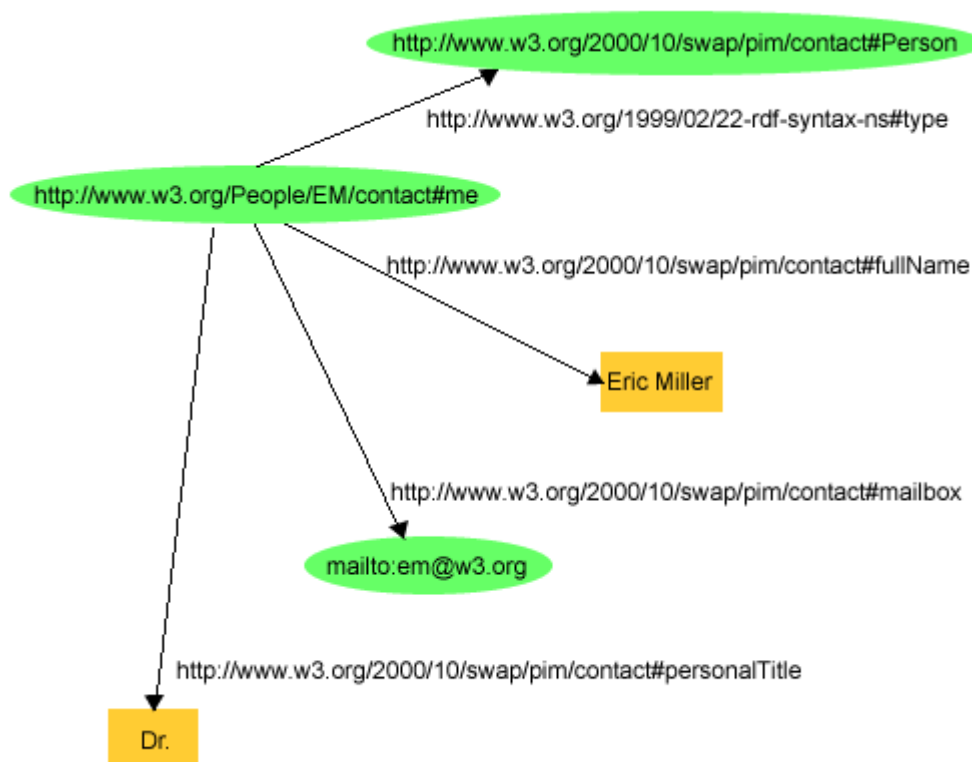 http://www.w3.org/2000/10/swap/pim/contact#Person
http://www.w3.org/1999/02/22-rdf-syntax-ns#type
http://www.w3.org/People/EM/contact#me
http://www.w3.org/2000/10/swap/pim/contact#fullName
Eric Miller
http://www.w3.org/2000/10/swap/pim/contact#mailbox
mailto:em@w3.org
http://www.w3.org/2000/10/swap/pim/contact#personalTitle
Dr.